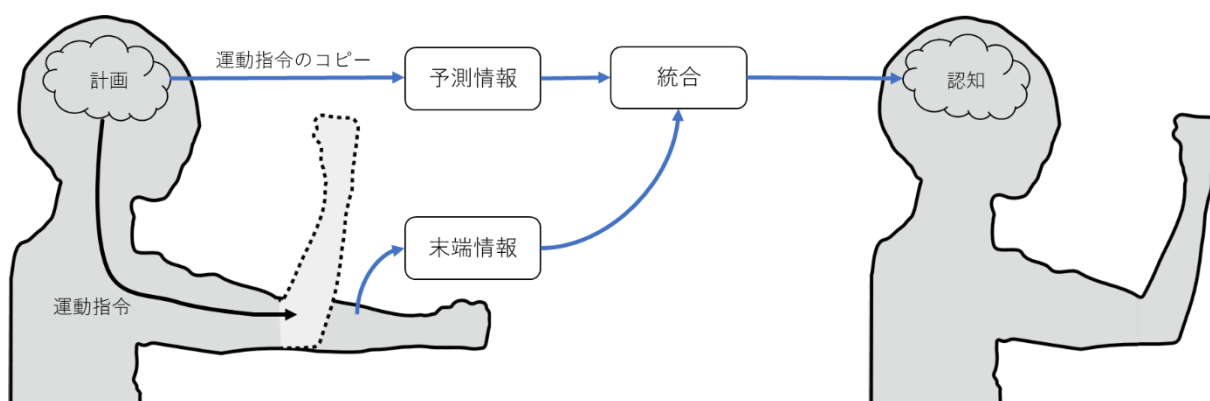 計画
運動指令のコピー
予測情報
統合
認知
末端情報
運動指令